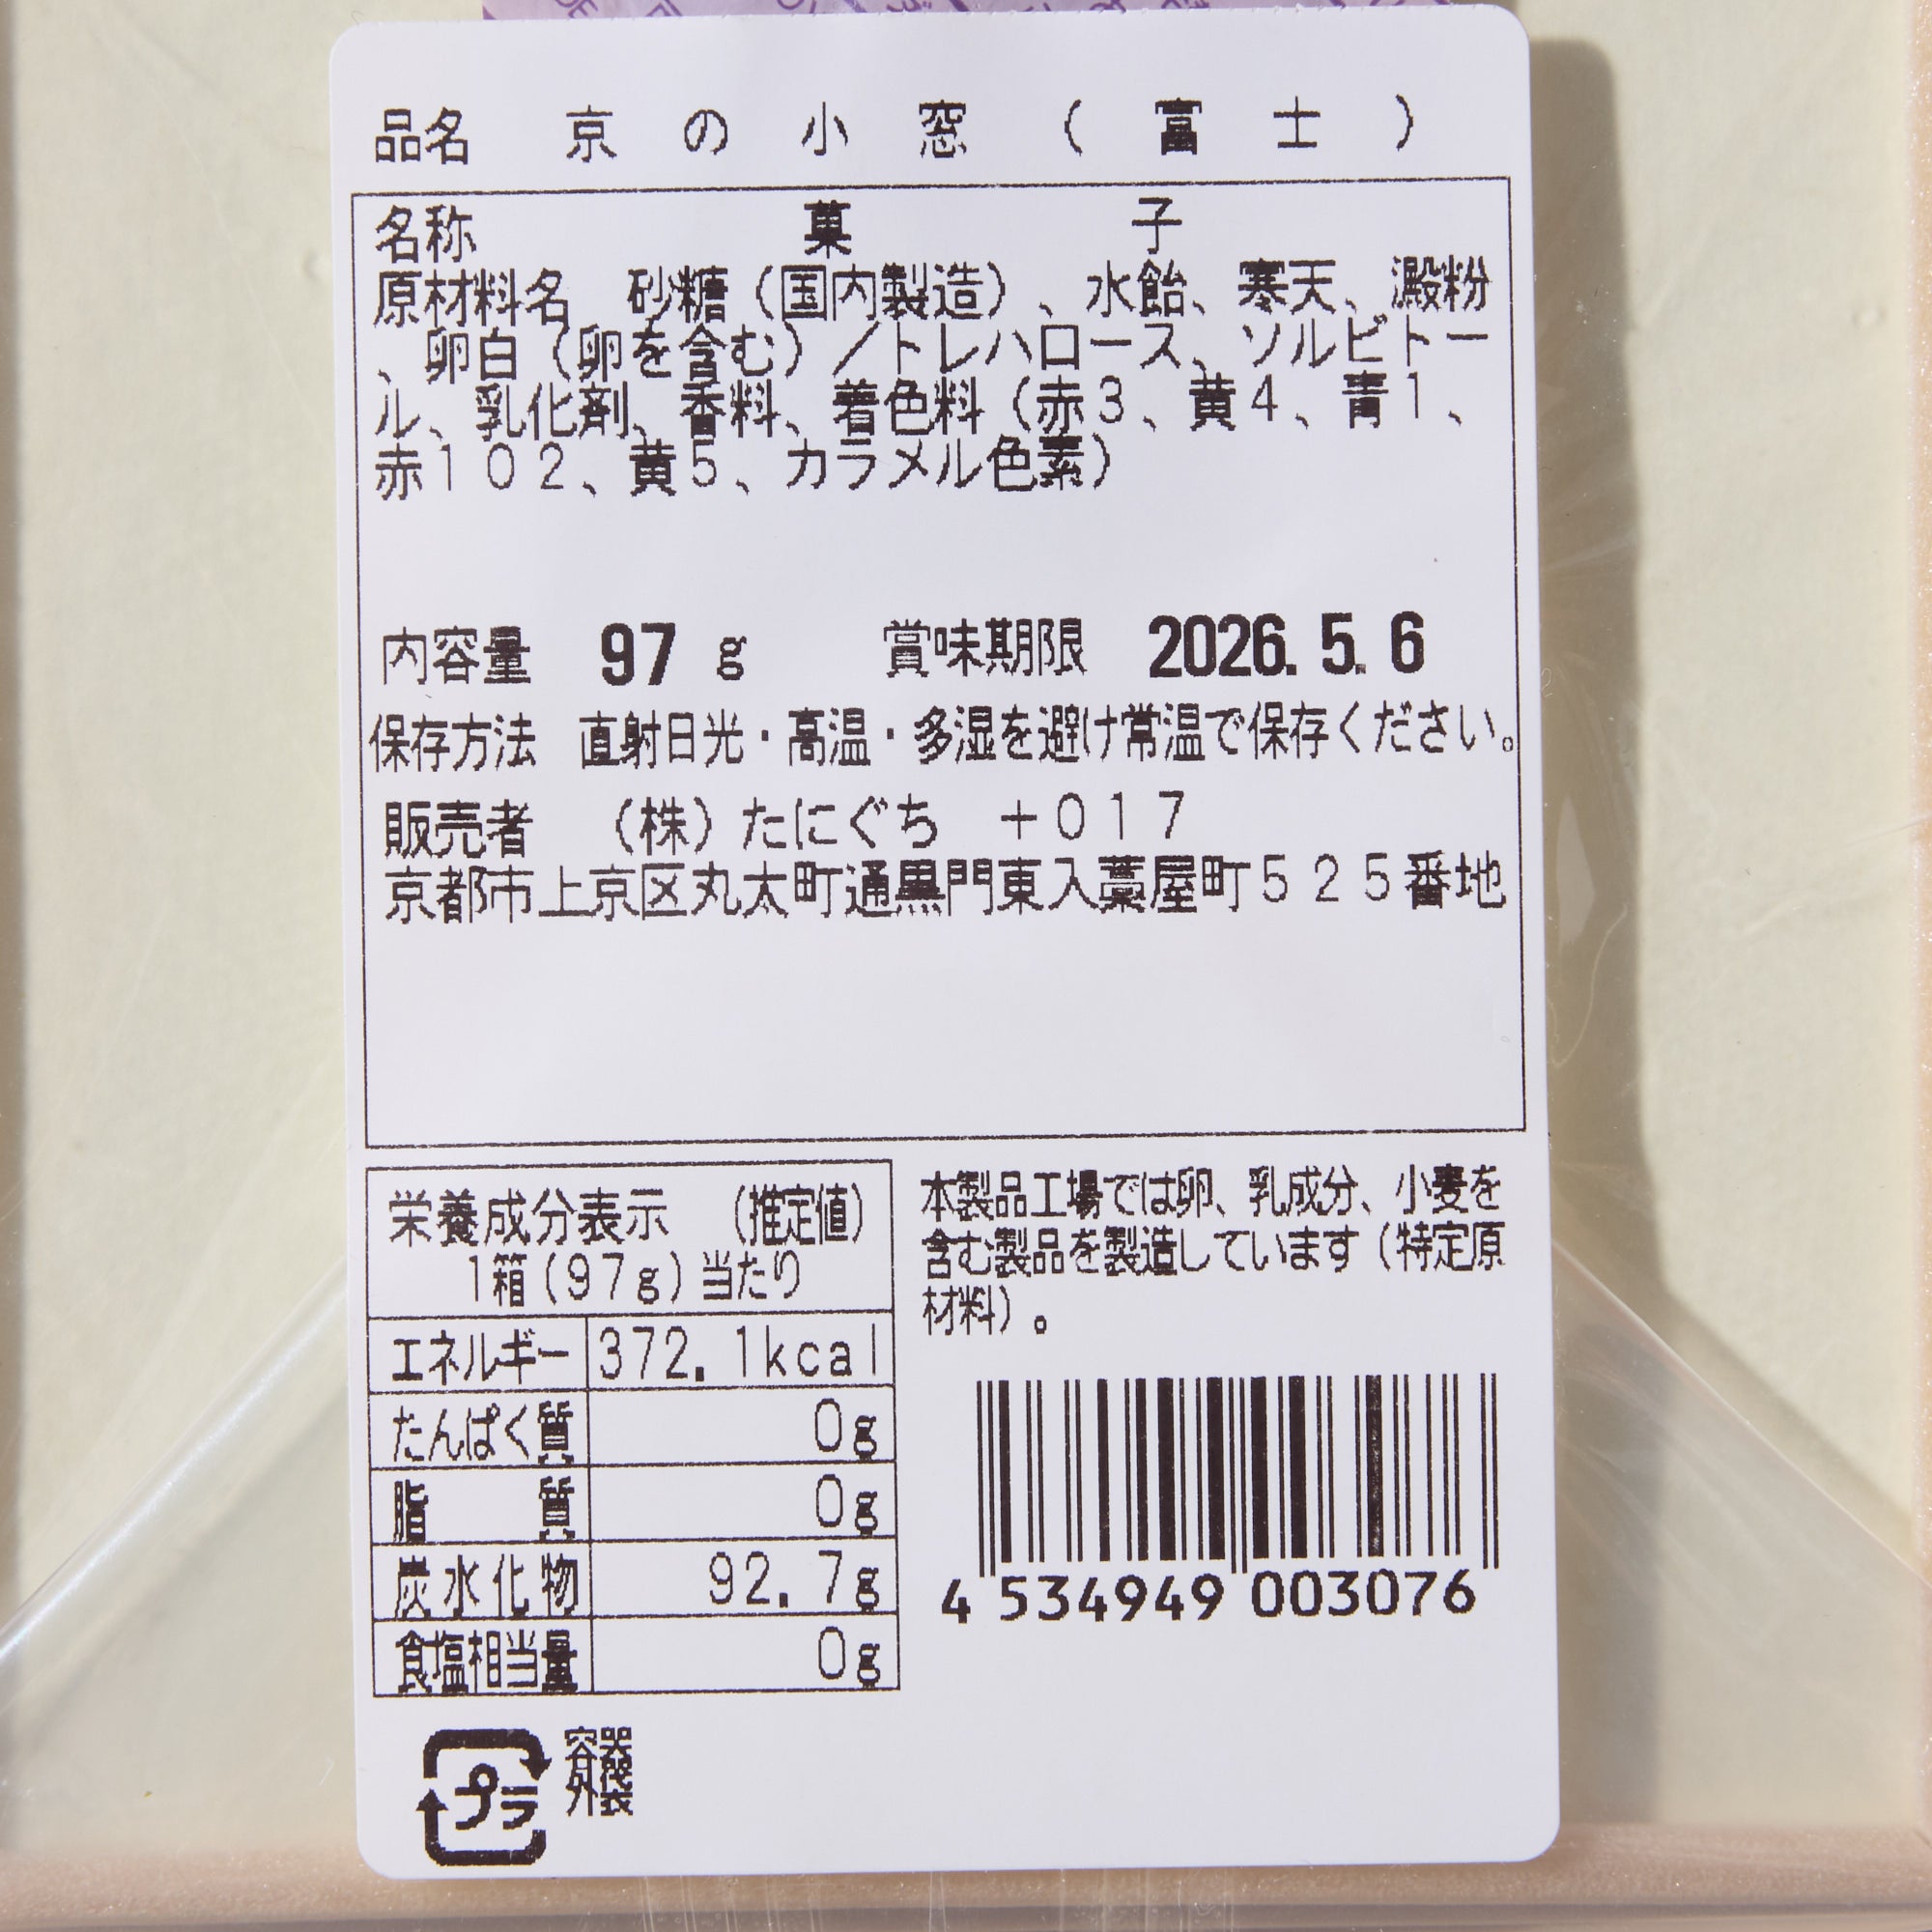 品名 京の小窓（富士）
名称 菓子
原材料名 砂糖（国内製造）、水飴、寒天、澱粉
、卵白（卵を含む）／トレハロース、ソルビトー
ル、乳化剤、香料、着色料（赤３、黄４、青１、
赤１０２、黄５、カラメル色素）
内容量 97 g 賞味期限 2026. 5. 6
保存方法 直射日光・高温・多湿を避け常温で保存ください。
販売者 （株）たにぐち ＋０１７
京都市上京区丸太町通黒門東入藁屋町５２５番地
栄養成分表示 （推定値）
1箱(97g)当たり
エネルギー 372.1kcal
たんぱく質 0g
脂質 0g
炭水化物 92.7g
食塩相当量 0g
本製品工場では卵、乳成分、小麦を
含む製品を製造しています（特定原
材料）。
4 534949 003076
プラ
容器
外袋